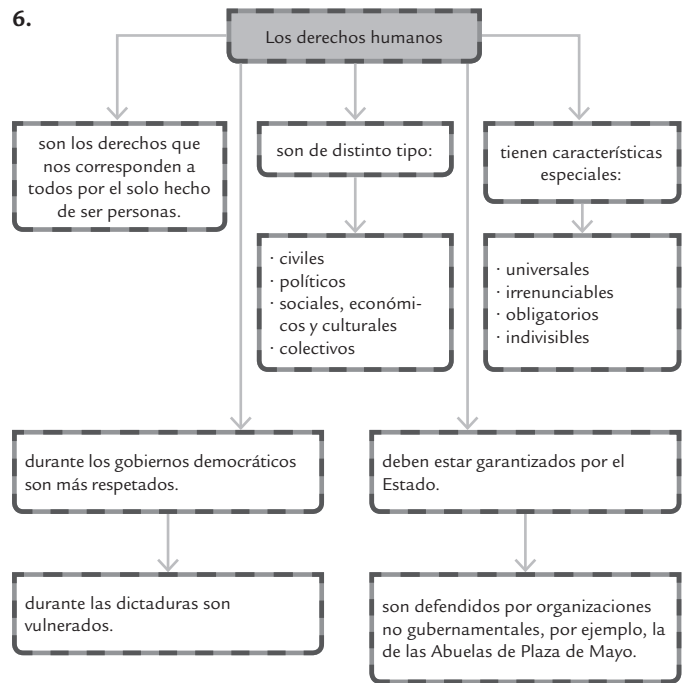 6.
Los derechos humanos
son los derechos que
nos corresponden a
todos por el solo hecho
de ser personas.
son de distinto tipo:
tienen características
especiales:
· civiles
· políticos
· sociales, económi-
cos y culturales
· colectivos
· universales
· irrenunciables
· obligatorios
· indivisibles
durante los gobiernos democráticos
son más respetados.
deben estar garantizados por el
Estado.
durante las dictaduras son
vulnerados.
son defendidos por organizaciones
no gubernamentales, por ejemplo, la
de las Abuelas de Plaza de Mayo.